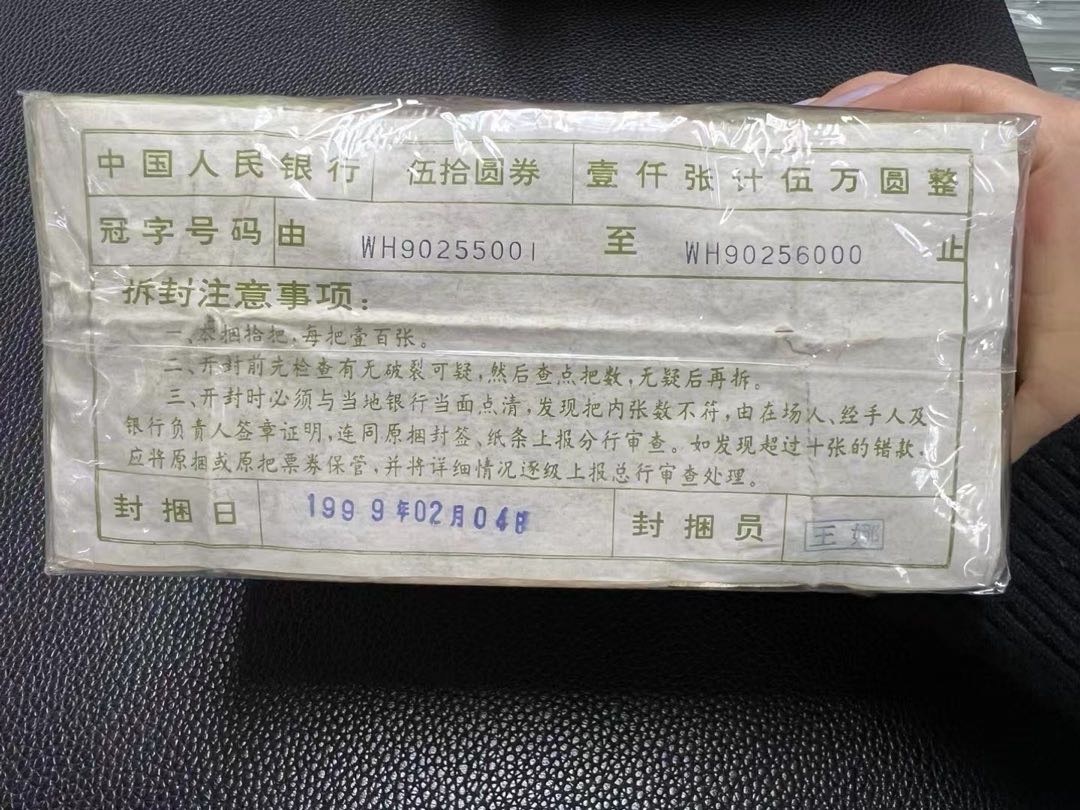 中国人民银行 伍拾圆券 壹仟张计伍万圆整
冠字号码由 WH90255001 至 WH90256000 止
拆封注意事项：
一、本捆拾把，每把壹百张。
二、开封前先检查有无破裂可疑，然后查点把数，无疑后再拆。
三、开封时必须与当地银行当面点清，发现把内张数不符，由在场人、经手人及
银行负责人签章证明，连同原捆封签、纸条上报分行审查。如发现超过十张的错款，
应将原捆或原把票券保管，并将详细情况逐级上报总行审查处理。
封捆日 1999年02月04日 封捆员 王娜